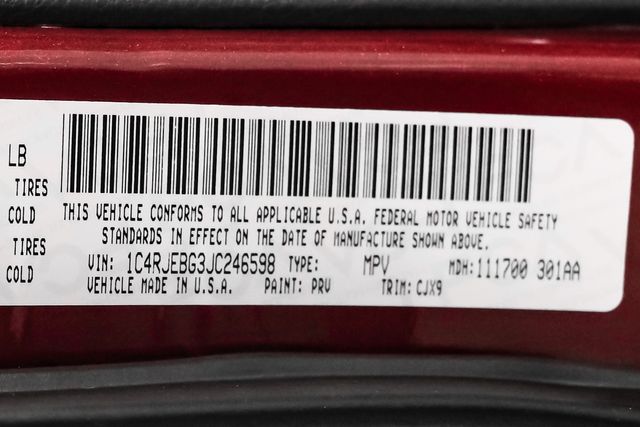 LB
TIRES
COLD
TIRES
COLD
THIS VEHICLE CONFORMS TO ALL APPLICABLE U.S.A. FEDERAL MOTOR VEHICLE SAFETY
STANDARDS IN EFFECT ON THE DATE OF MANUFACTURE SHOWN ABOVE.
VIN: 1C4RJEBG3JC246598 TYPE: MPV MDH:111700 301AA
VEHICLE MADE IN U.S.A. PAINT: PRV TRIM:CJX9